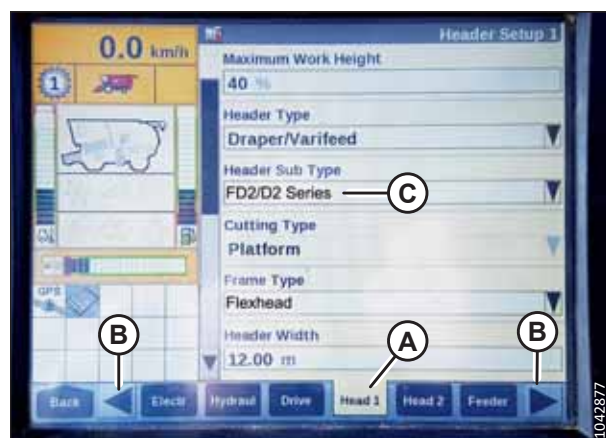 0.0 km/h
Header Setup 1
Maximum Work Height
40 %
1
Header Type
Draper/Varifeed
Header Sub Type
FD2/D2 Series
C
Cutting Type
Platform
Frame Type
Flexhead
GPS
Header Width
12.00 m
B
A
B
Back
Electr
Hydraul
Drive
Head 1
Head 2
Feeder
1042877